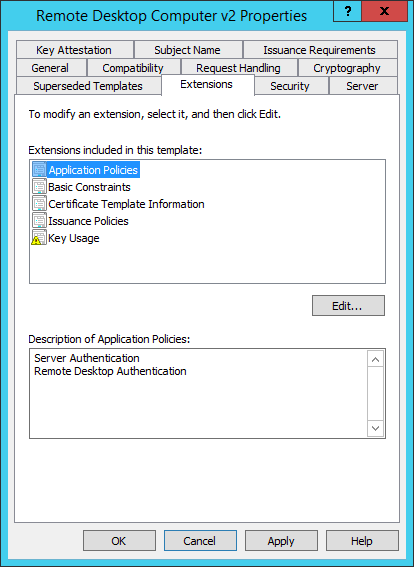 Remote Desktop Computer v2 Properties
?
Key Attestation
Subject Name
Issuance Requirements
General
Compatibility
Request Handling
Cryptography
Superseded Templates
Extensions
Security
Server
To modify an extension, select it, and then click Edit.
Extensions included in this template:
Application Policies
Basic Constraints
Certificate Template Information
Issuance Policies
Key Usage
Edit...
Description of Application Policies:
Server Authentication
Remote Desktop Authentication
OK
Cancel
Apply
Help